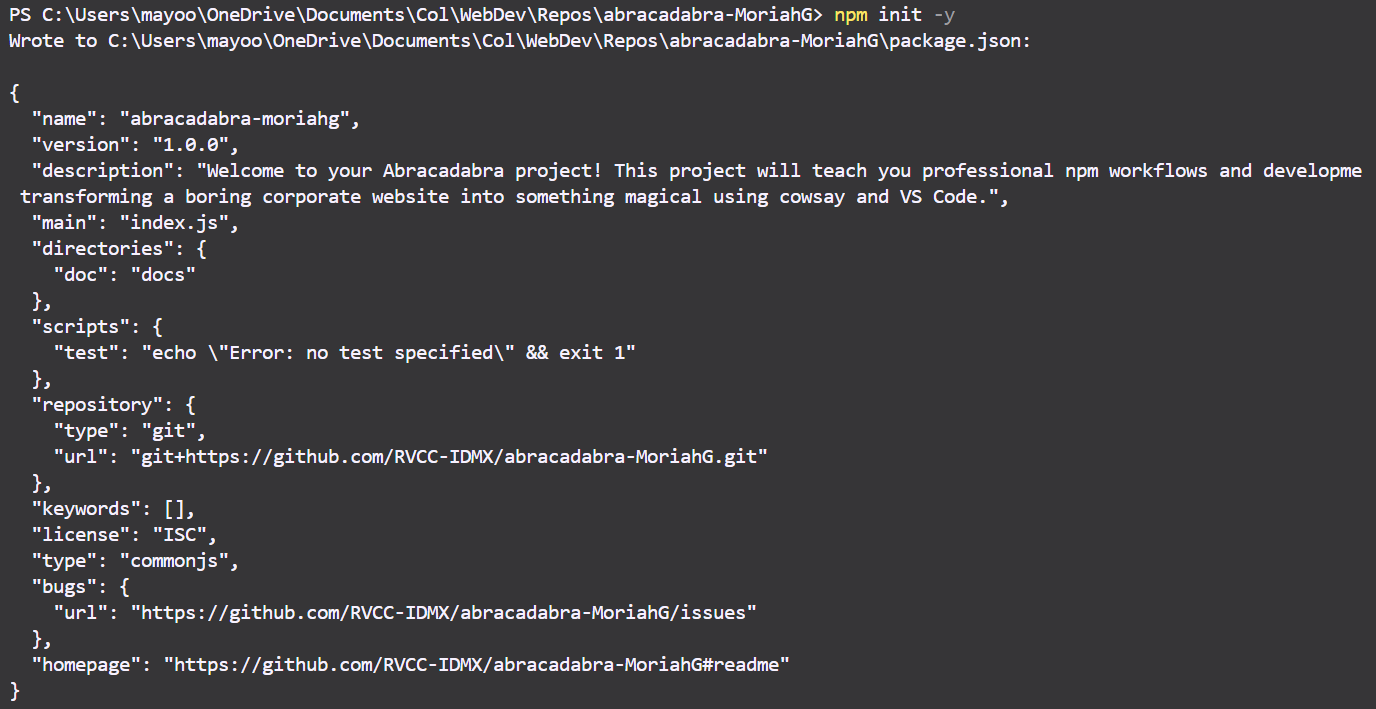 PS C:\Users\mayoo\OneDrive\Documents\Col\WebDev\Repos\abracadabra-MoriahG> npm init -y
Wrote to C:\Users\mayoo\OneDrive\Documents\Col\WebDev\Repos\abracadabra-MoriahG\package.json:

{
  "name": "abracadabra-moriahg",
  "version": "1.0.0",
  "description": "Welcome to your Abracadabra project! This project will teach you professional npm workflows and developme
 transforming a boring corporate website into something magical using cowsay and VS Code.",
  "main": "index.js",
  "directories": {
    "doc": "docs"
  },
  "scripts": {
    "test": "echo \"Error: no test specified\" && exit 1"
  },
  "repository": {
    "type": "git",
    "url": "git+https://github.com/RVCC-IDMX/abracadabra-MoriahG.git"
  },
  "keywords": [],
  "license": "ISC",
  "type": "commonjs",
  "bugs": {
    "url": "https://github.com/RVCC-IDMX/abracadabra-MoriahG/issues"
  },
  "homepage": "https://github.com/RVCC-IDMX/abracadabra-MoriahG#readme"
}